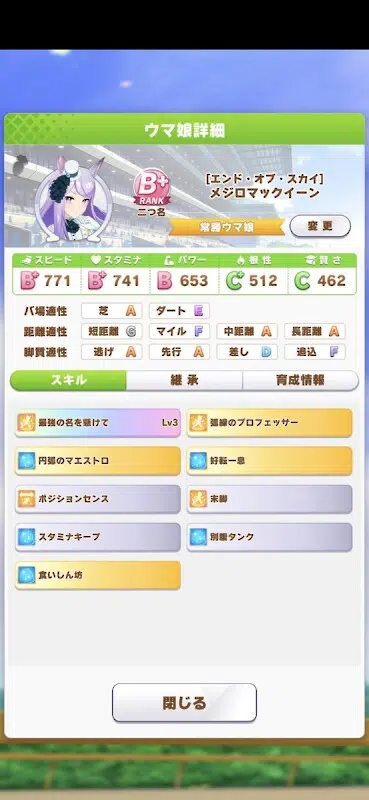 ウマ娘詳細
[エンド・オブ・スカイ]
メジロマックイーン
B+
RANK
二つ名
常勝ウマ娘
変更
スピード スタミナ パワー 根性 賢さ
B+ 771 B+ 741 B 653 C+ 512 C 462
バ場適性 芝 A ダート E
距離適性 短距離 G マイル F 中距離 A 長距離 A
脚質適性 逃げ A 先行 A 差し D 追込 F
スキル 継承 育成情報
最強の名を懸けて Lv3 弧線のプロフェッサー
円弧のマエストロ 好転一息
ポジションセンス 末脚
スタミナキープ 別腹タンク
食いしん坊
閉じる